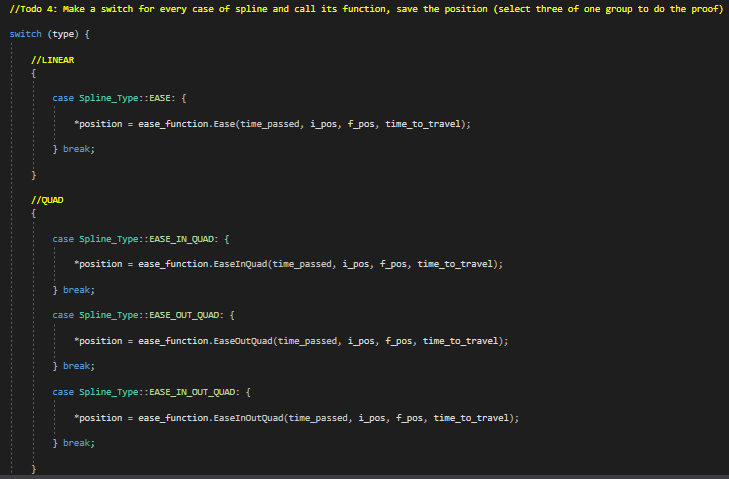 //Todo 4: Make a switch for every case of spline and call its function, save the position (select three of one group to do the proof)
switch (type) {
//LINEAR
{
case Spline_Type::EASE: {
*position = ease_function.Ease(time_passed, i_pos, f_pos, time_to_travel);
} break;
}
//QUAD
{
case Spline_Type::EASE_IN_QUAD: {
*position = ease_function.EaseInQuad(time_passed, i_pos, f_pos, time_to_travel);
} break;
case Spline_Type::EASE_OUT_QUAD: {
*position = ease_function.EaseOutQuad(time_passed, i_pos, f_pos, time_to_travel);
} break;
case Spline_Type::EASE_IN_OUT_QUAD: {
*position = ease_function.EaseInOutQuad(time_passed, i_pos, f_pos, time_to_travel);
} break;
}